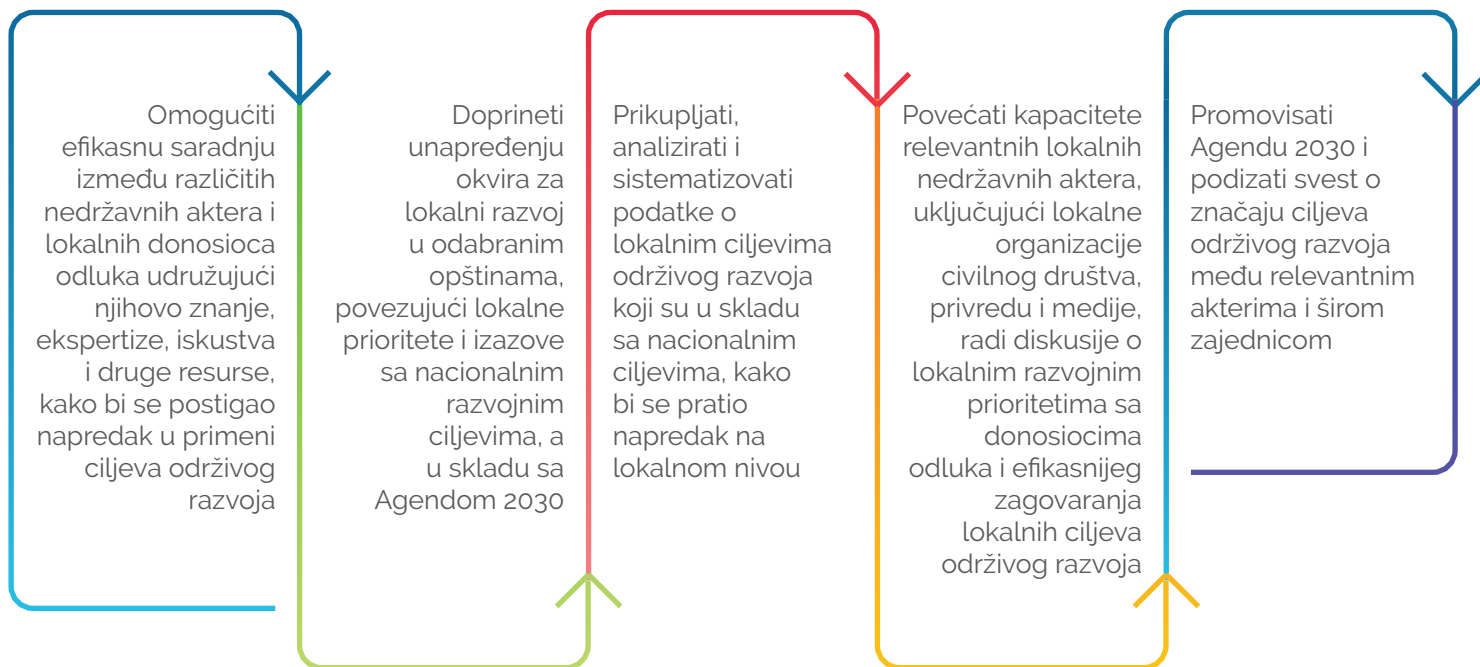 Omogućiti
efikasnu saradnju
između različitih
nedržavnih aktera i
lokalnih donosioca
odluka udružujući
njihovo znanje,
ekspertize, iskustva
i druge resurse,
kako bi se postigao
napredak u primeni
ciljeva održivog
razvoja
Doprineti
unapređenju
okvira za
lokalni razvoj
u odabranim
opštinama,
povezujući lokalne
prioritete i izazove
sa nacionalnim
razvojnim
ciljevima, a
u skladu sa
Agendom 2030
Prikupljati,
analizirati i
sistematizovati
podatke o
lokalnim ciljevima
održivog razvoja
koji su u skladu
sa nacionalnim
ciljevima, kako
bi se pratio
napredak na
lokalnom nivou
Povećati kapacitete
relevantnih lokalnih
nedržavnih aktera,
uključujući lokalne
organizacije
civilnog društva,
privredu i medije,
radi diskusije o
lokalnim razvojnim
prioritetima sa
donosiocima
odluka i efikasnijeg
zagovaranja
lokalnih ciljeva
održivog razvoja
Promovisati
Agendu 2030 i
podizati svest o
značaju ciljeva
održivog razvoja
među relevantnim
akterima i širom
zajednicom